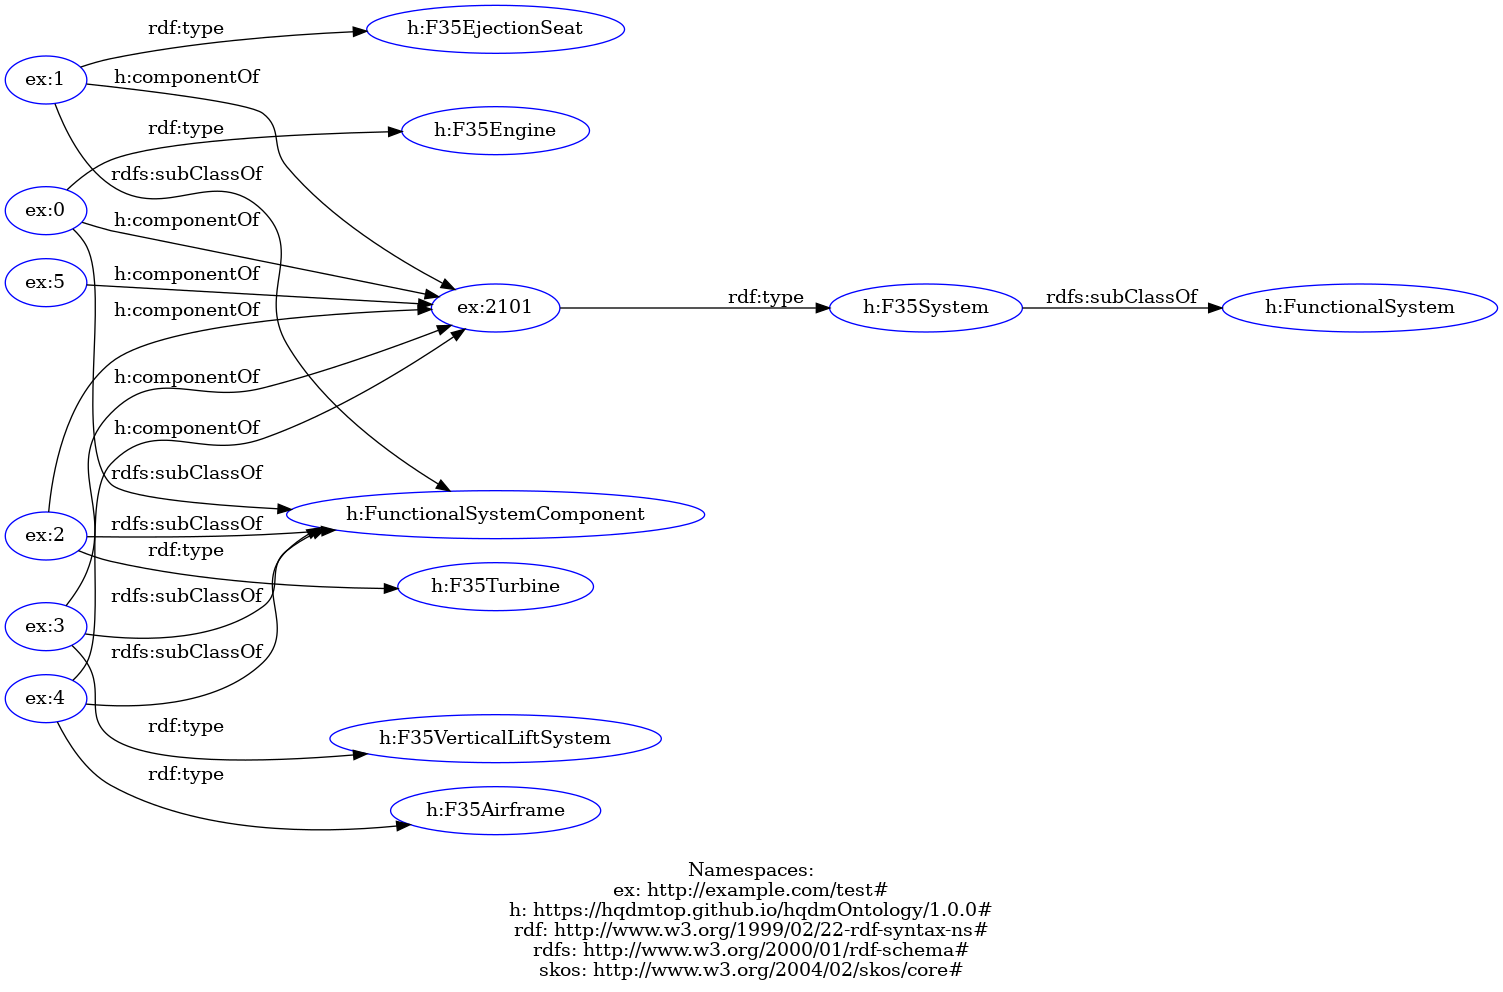 rdf:type
h:F35EjectionSeat
ex:1
h:componentOf
rdf:type
h:F35Engine
rdfs:subClassOf
ex:0
h:componentOf
ex:5
h:componentOf
h:componentOf
ex:2101
rdf:type
h:F35System
rdfs:subClassOf
h:FunctionalSystem
h:componentOf
h:componentOf
rdfs:subClassOf
h:FunctionalSystemComponent
ex:2
rdfs:subClassOf
rdf:type
h:F35Turbine
rdfs:subClassOf
ex:3
rdfs:subClassOf
ex:4
rdf:type
h:F35VerticalLiftSystem
rdf:type
h:F35Airframe
Namespaces:
ex: http://example.com/test#
h: https://hqdmtop.github.io/hqdmOntology/1.0.0#
rdf: http://www.w3.org/1999/02/22-rdf-syntax-ns#
rdfs: http://www.w3.org/2000/01/rdf-schema#
skos: http://www.w3.org/2004/02/skos/core#